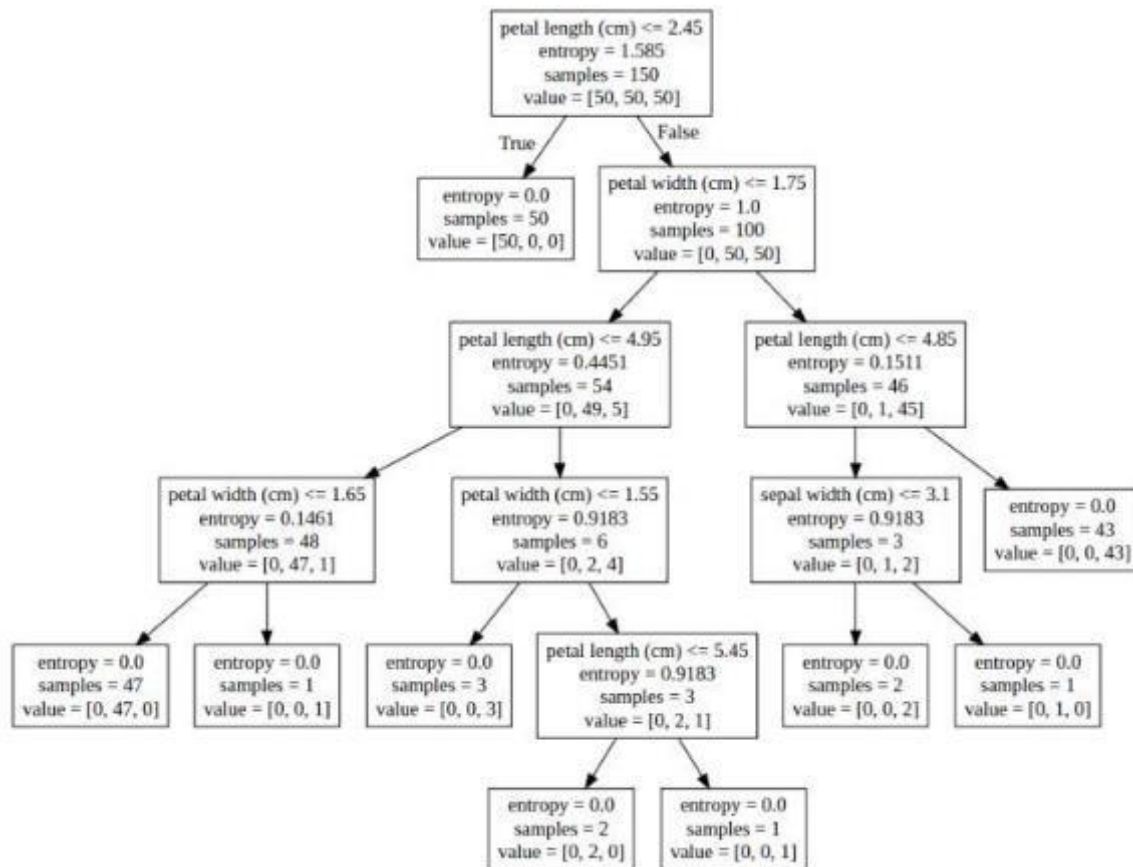 petal length (cm) <= 2.45
entropy = 1.585
samples = 150
value = [50, 50, 50]
True
False
entropy = 0.0
samples = 50
value = [50, 0, 0]
petal width (cm) <= 1.75
entropy = 1.0
samples = 100
value = [0, 50, 50]
petal length (cm) <= 4.95
entropy = 0.4451
samples = 54
value = [0, 49, 5]
petal length (cm) <= 4.85
entropy = 0.1511
samples = 46
value = [0, 1, 45]
petal width (cm) <= 1.65
entropy = 0.1461
samples = 48
value = [0, 47, 1]
petal width (cm) <= 1.55
entropy = 0.9183
samples = 6
value = [0, 2, 4]
sepal width (cm) <= 3.1
entropy = 0.9183
samples = 3
value = [0, 1, 2]
entropy = 0.0
samples = 43
value = [0, 0, 43]
entropy = 0.0
samples = 47
value = [0, 47, 0]
entropy = 0.0
samples = 1
value = [0, 0, 1]
entropy = 0.0
samples = 3
value = [0, 0, 3]
petal length (cm) <= 5.45
entropy = 0.9183
samples = 3
value = [0, 2, 1]
entropy = 0.0
samples = 2
value = [0, 0, 2]
entropy = 0.0
samples = 1
value = [0, 1, 0]
entropy = 0.0
samples = 2
value = [0, 2, 0]
entropy = 0.0
samples = 1
value = [0, 0, 1]